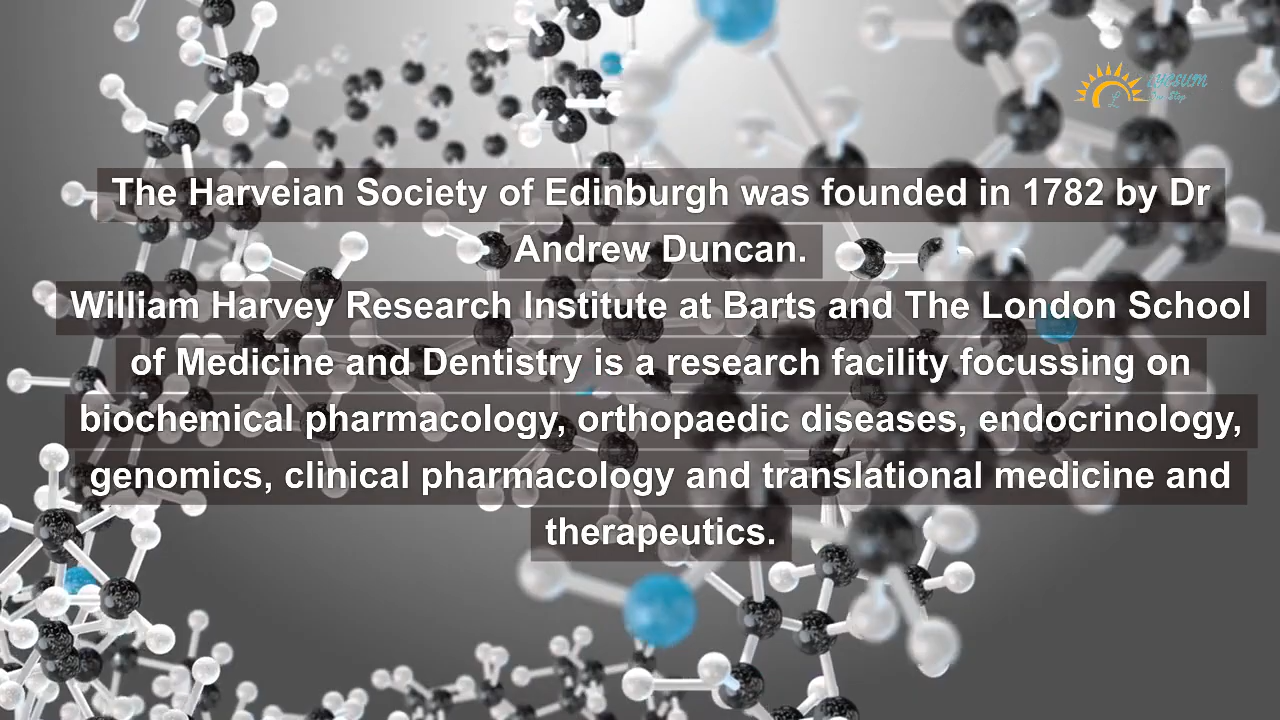 The Harveian Society of Edinburgh was founded in 1782 by Dr
Andrew Duncan.
William Harvey Research Institute at Barts and The London School
of Medicine and Dentistry is a research facility focussing on
biochemical pharmacology, orthopaedic diseases, endocrinology,
genomics, clinical pharmacology and translational medicine and
therapeutics.